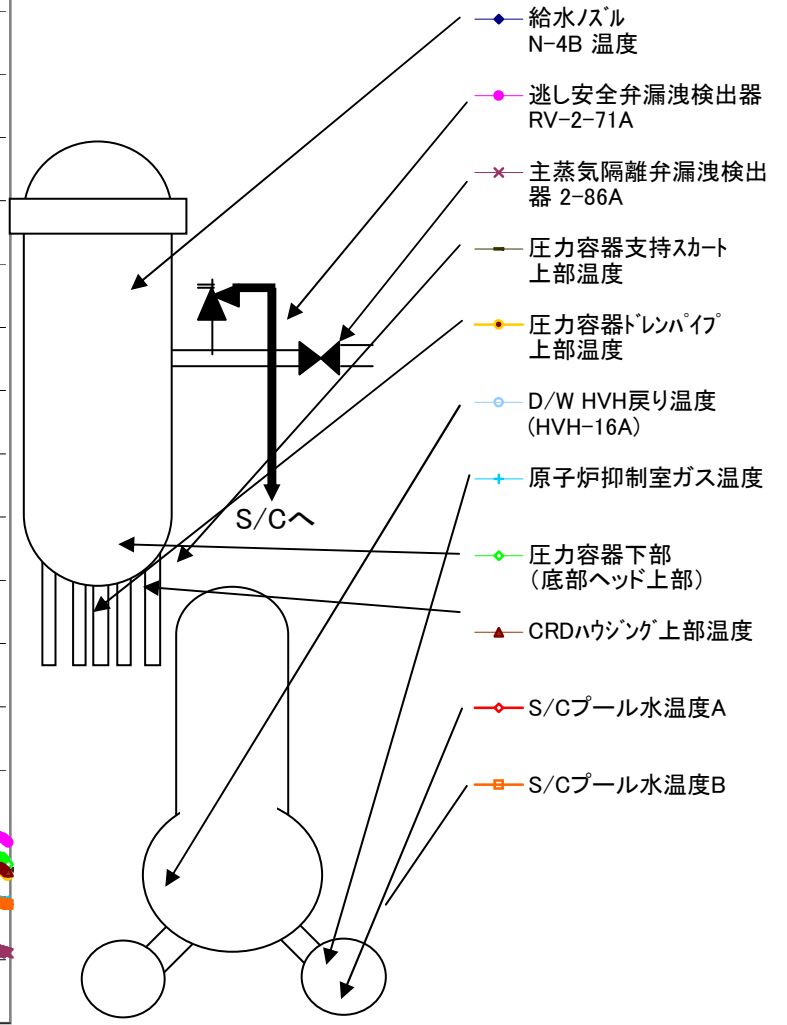 給水ノズル
N-4B 温度
逃し安全弁漏洩検出器
RV-2-71A
主蒸気隔離弁漏洩検出
器 2-86A
圧力容器支持スカート
上部温度
圧力容器ドレンパイプ
上部温度
D/W HVH戻り温度
(HVH-16A)
原子炉抑制室ガス温度
S/Cへ
圧力容器下部
(底部ヘッド上部)
CRDハウジング上部温度
S/Cプール水温度A
S/Cプール水温度B